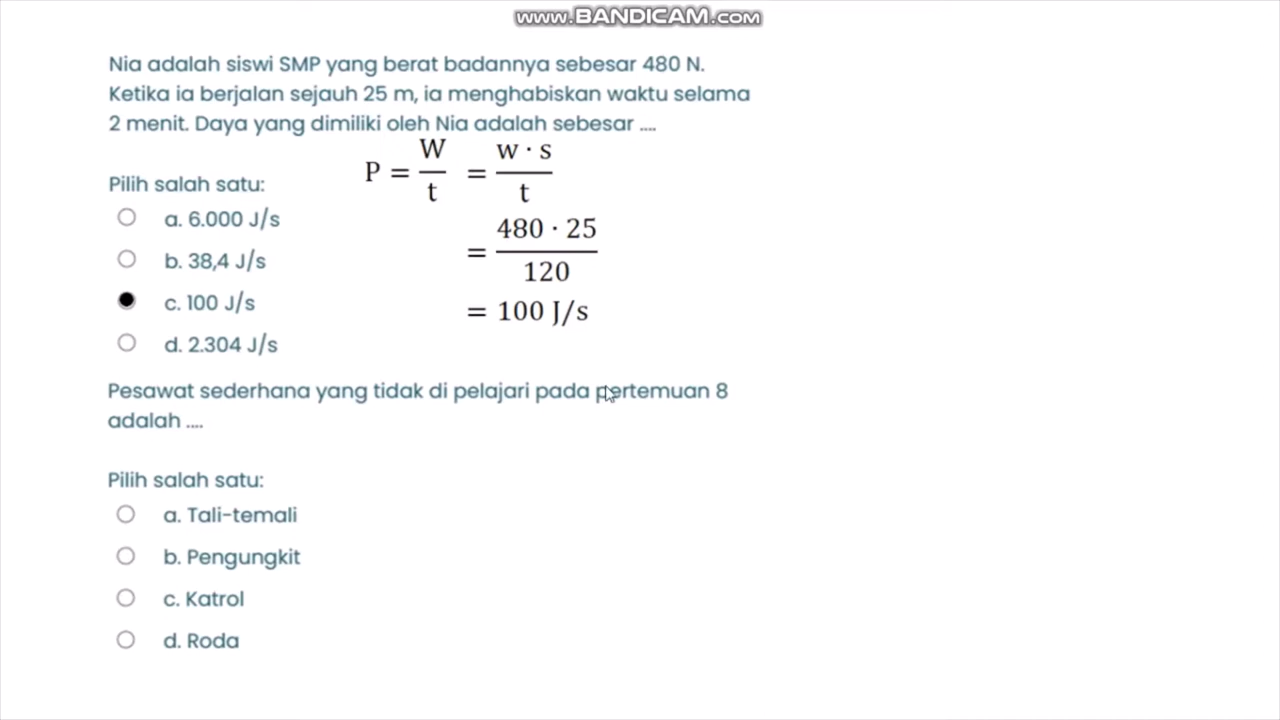 www.BANDICAM.com
Nia adalah siswi SMP yang berat badannya sebesar 480 N.
Ketika ia berjalan sejauh 25 m, ia menghabiskan waktu selama
2 menit. Daya yang dimiliki oleh Nia adalah sebesar ....
P = W/t = w · s/t
Pilih salah satu:
a. 6.000 J/s
= 480 · 25/120
b. 38,4 J/s
c. 100 J/s
= 100 J/s
d. 2.304 J/s
Pesawat sederhana yang tidak di pelajari pada pertemuan 8
adalah ....
Pilih salah satu:
a. Tali-temali
b. Pengungkit
c. Katrol
d. Roda